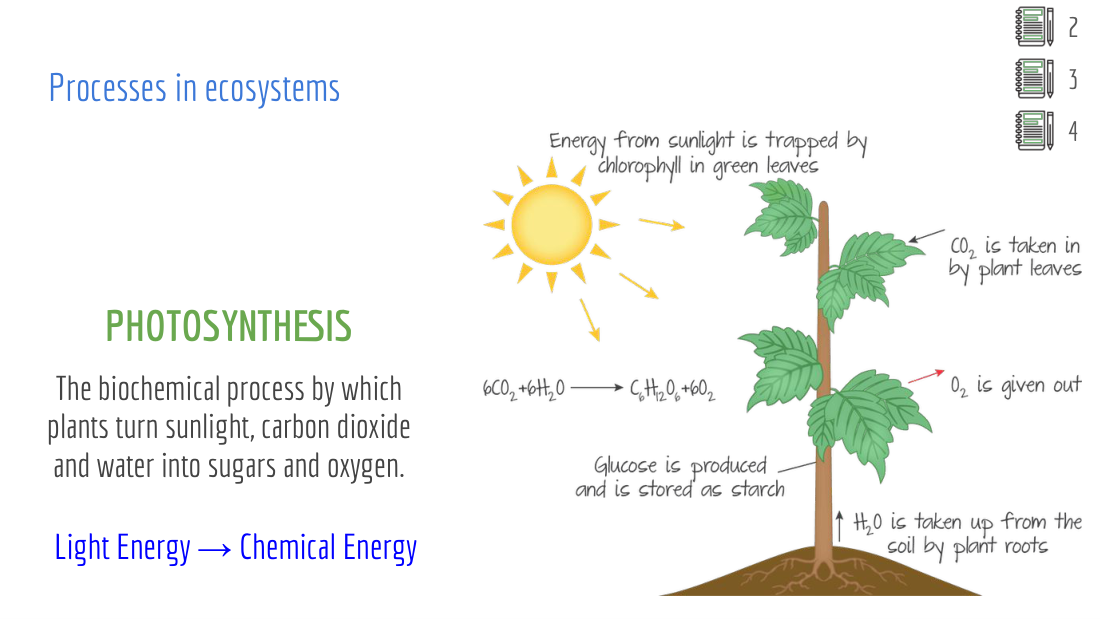 2
3
4
Processes in ecosystems
Energy from sunlight is trapped by
chlorophyll in green leaves
CO₂ is taken in
by plant leaves
PHOTOSYNTHESIS
The biochemical process by which
plants turn sunlight, carbon dioxide
and water into sugars and oxygen.
Light Energy → Chemical Energy
6CO₂+6H₂O → C₆H₁₂O₆+6O₂
O₂ is given out
Glucose is produced
and is stored as starch
H₂O is taken up from the
soil by plant roots